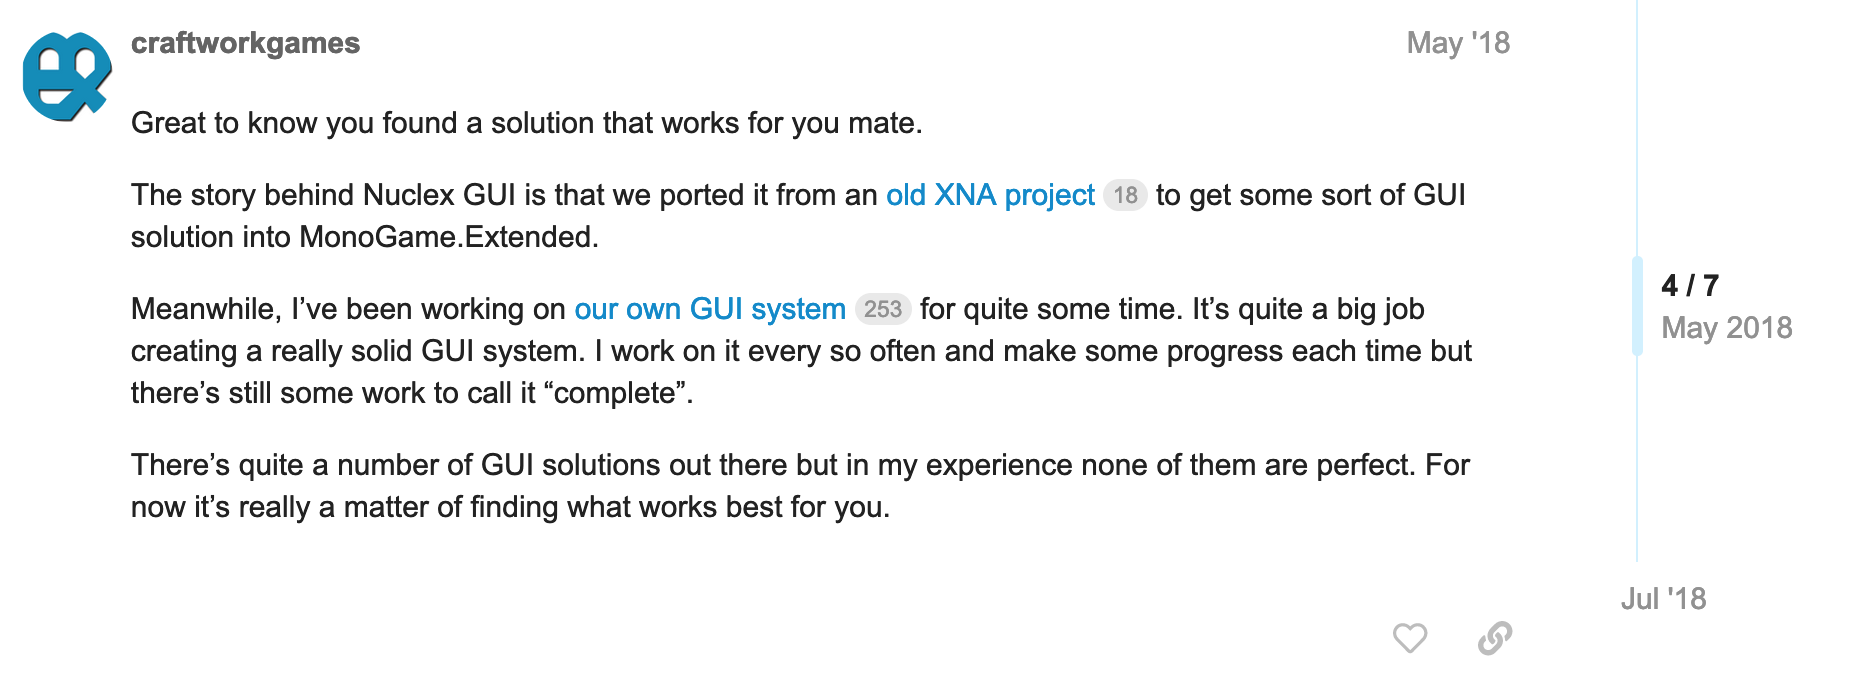 craftworkgames
May '18
Great to know you found a solution that works for you mate.
The story behind Nuclex GUI is that we ported it from an old XNA project 18 to get some sort of GUI
solution into MonoGame.Extended.
Meanwhile, I’ve been working on our own GUI system 253 for quite some time. It’s quite a big job
creating a really solid GUI system. I work on it every so often and make some progress each time but
there’s still some work to call it “complete”.
There’s quite a number of GUI solutions out there but in my experience none of them are perfect. For
now it’s really a matter of finding what works best for you.
4 / 7
May 2018
Jul '18